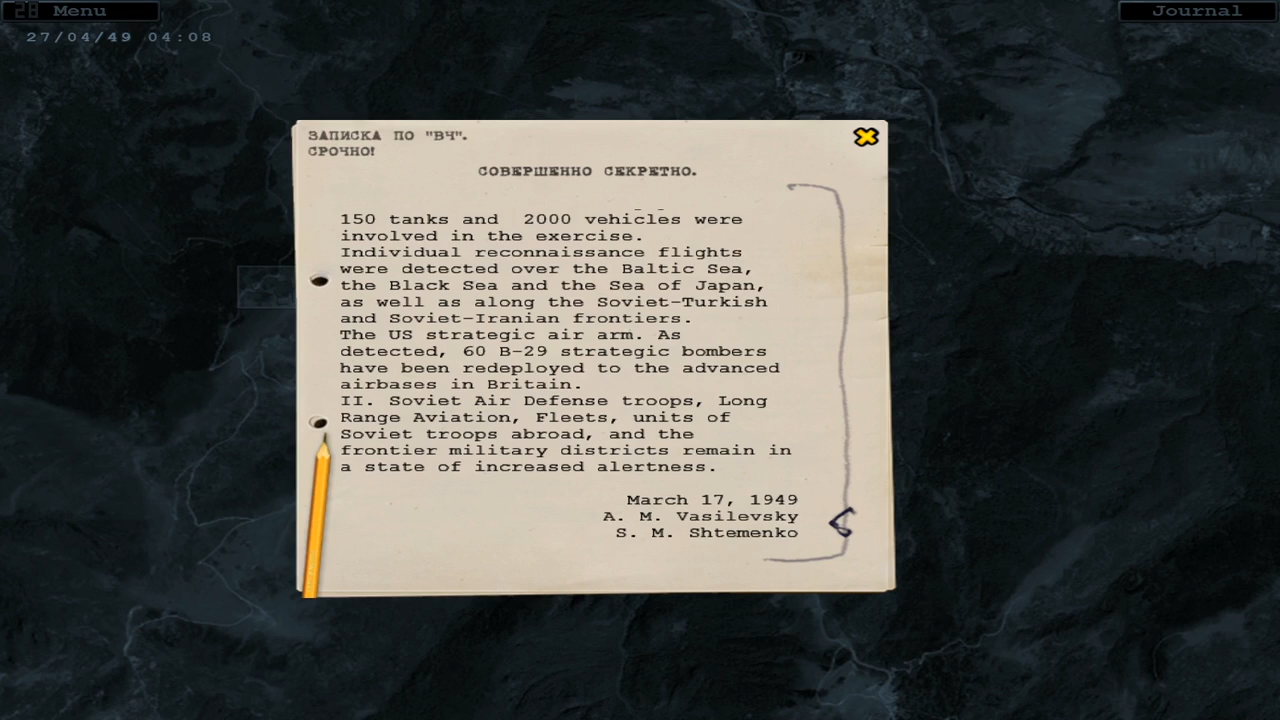 28 Menu
Journal
27/04/49 04:08
ЗАПИСКА ПО "ВЧ".
СРОЧНО!
СОВЕРШЕННО СЕКРЕТНО.
150 tanks and 2000 vehicles were
involved in the exercise.
Individual reconnaissance flights
were detected over the Baltic Sea,
the Black Sea and the Sea of Japan,
as well as along the Soviet-Turkish
and Soviet-Iranian frontiers.
The US strategic air arm. As
detected, 60 B-29 strategic bombers
have been redeployed to the advanced
airbases in Britain.
II. Soviet Air Defense troops, Long
Range Aviation, Fleets, units of
Soviet troops abroad, and the
frontier military districts remain in
a state of increased alertness.
March 17, 1949
A. M. Vasilevsky
S. M. Shtemenko